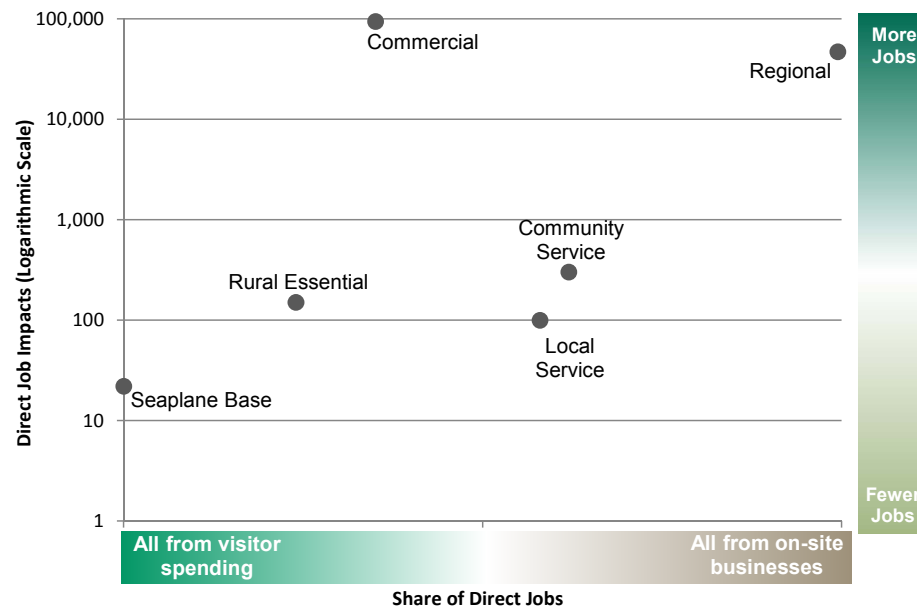 100,000
10,000
1,000
100
10
1
Direct Job Impacts (Logarithmic Scale)
Commercial
Regional
Community
Service
Rural Essential
Local
Service
Seaplane Base
More
Jobs
Fewer
Jobs
All from visitor
spending
All from on-site
businesses
Share of Direct Jobs